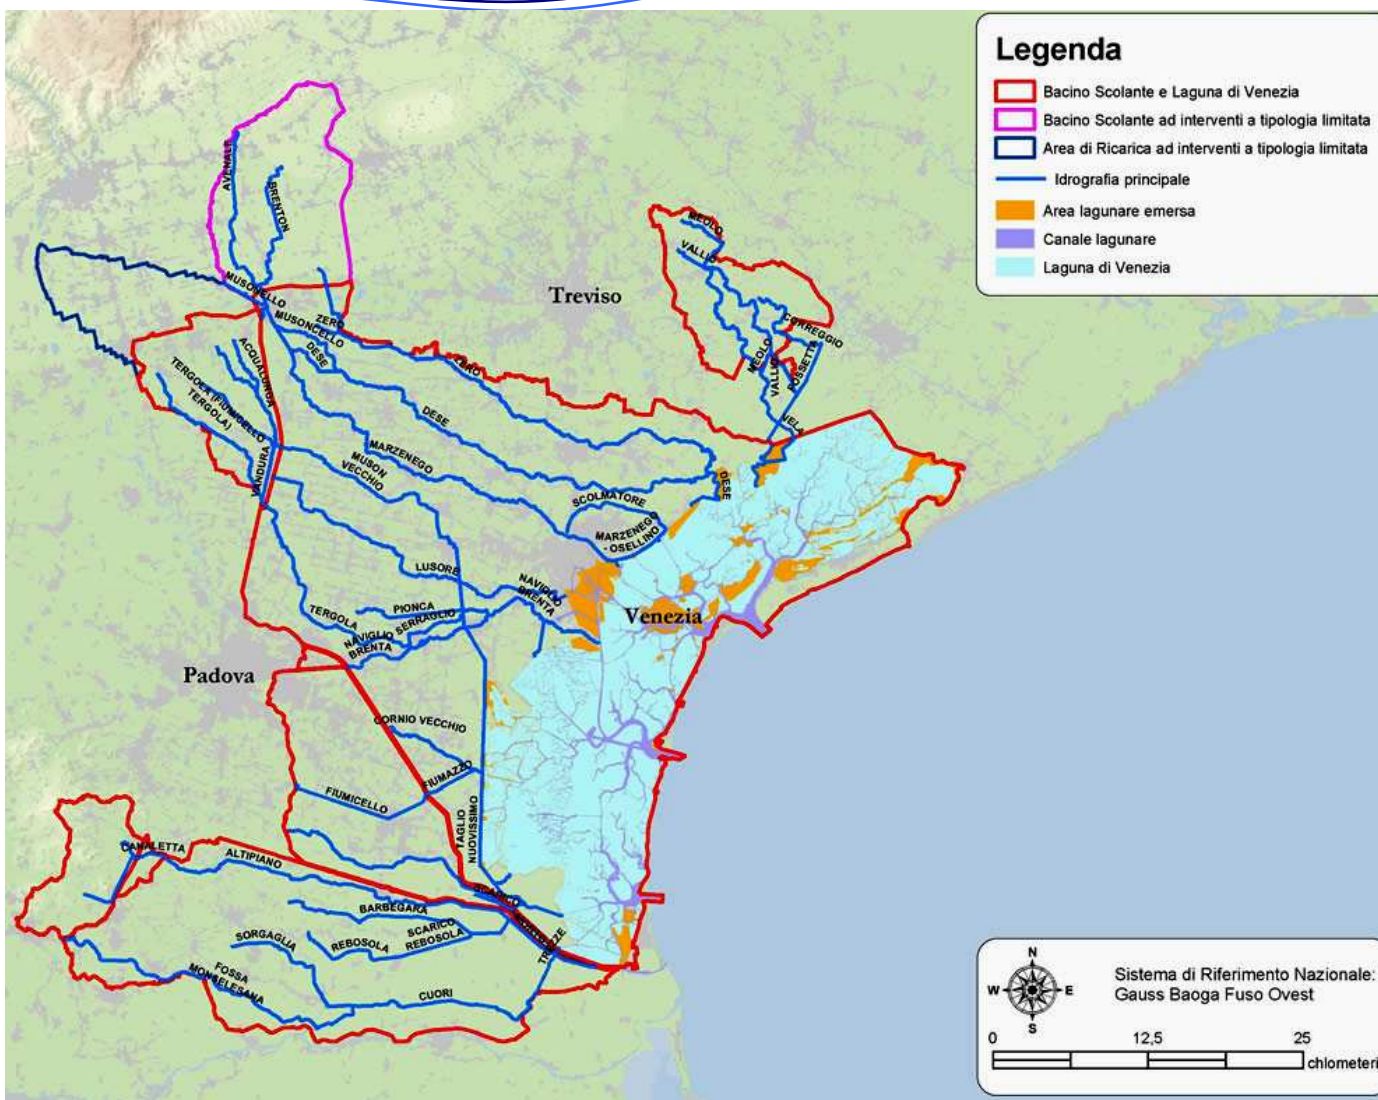 Legenda
Bacino Scolante e Laguna di Venezia
Bacino Scolante ad interventi a tipologia limitata
Area di Ricarica ad interventi a tipologia limitata
Idrografia principale
Area lagunare emersa
Canale lagunare
Laguna di Venezia
AVENALE
BRENTON
MUSONELLO
MUSONCELLO
ZERO
DESE
ACQUALUNGA
TERGOLA (FIUMICELLO
TERGOLA)
VANDURA
ZERO
DESE
MARZENEGO
MUSON
VECCHIO
Treviso
MEOLO
VALLIO
CORREGGIO
MEOLO
VALLIO
FOSSETTA
VELA
DESE
SCOLMATORE
MARZENEGO
- OSELLINO
LUSORE
NAVIGLIO
BRENTA
Venezia
TERGOLA
PIONCA
SERRAGLIO
NAVIGLIO
BRENTA
Padova
CORNIO VECCHIO
FIUMAZZO
FIUMICELLO
TAGLIO
NUOVISSIMO
CANALETTA
ALTIPIANO
SCARICO
BARBEGARA
SCARICO
REBOSOLA
REBOSOLA
SORGAGLIA
TREZZE
FOSSA
MONSELESANA
CUORI
N
W
E
S
Sistema di Riferimento Nazionale:
Gauss Baoga Fuso Ovest
0 12,5 25
chlometeri